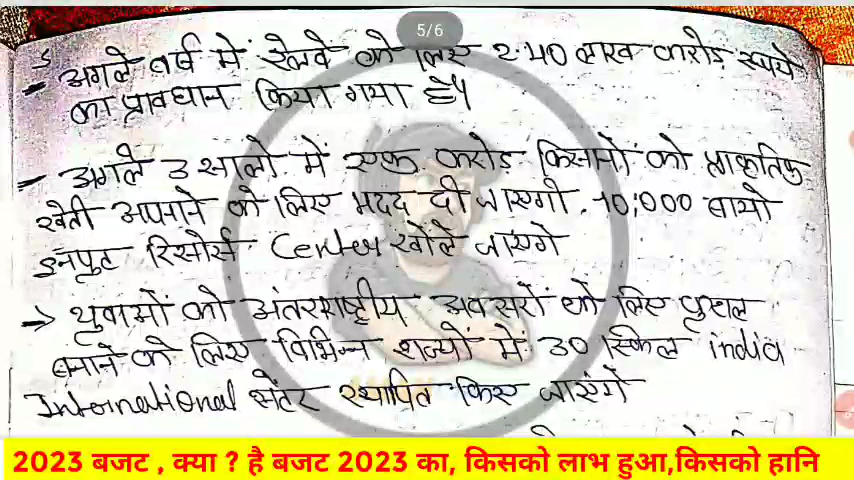 5/6
- अगले वर्ष में रेलवे के लिए 2.40 लाख करोड़ रूपये
का प्रावधान किया गया है।
- अगले 3 सालो में एक करोड़ किसानों को प्राकृतिक
खेती अपनाने के लिए मदद दी जाएगी. 10,000 बायो
इनपुट रिसोर्स Center खोले जाएंगे
→ युवाओं को अंतरराष्ट्रीय अवसरों के लिए कुशल
बनाने के लिए विभिन्न राज्यों में 30 स्किल india
International सेंटर स्थापित किए जाएंगे
2023 बजट , क्या ? है बजट 2023 का, किसको लाभ हुआ,किसको हानि